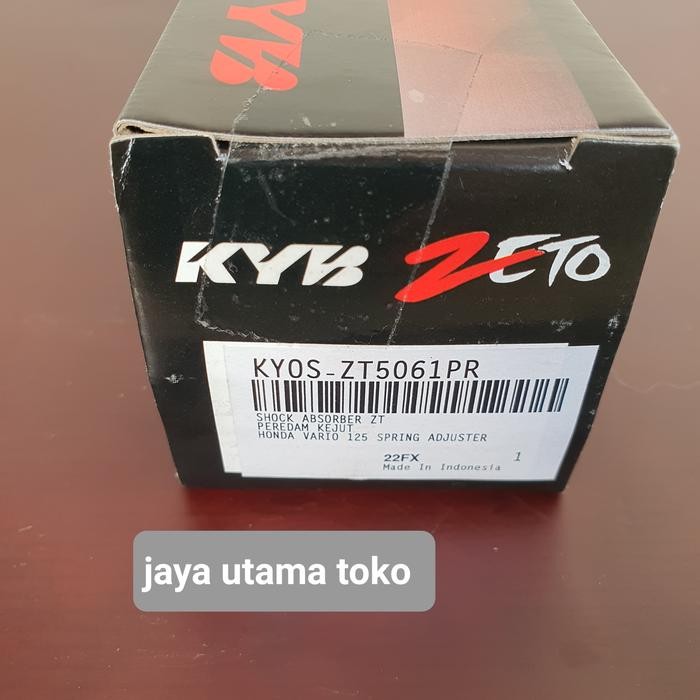 KYB
KYB ZETO
KYOS-ZT5061PR
SHOCK ABSORBER ZT
PEREDAM KEJUT
HONDA VARIO 125 SPRING ADJUSTER
22FX 1
Made In Indonesia
jaya utama toko